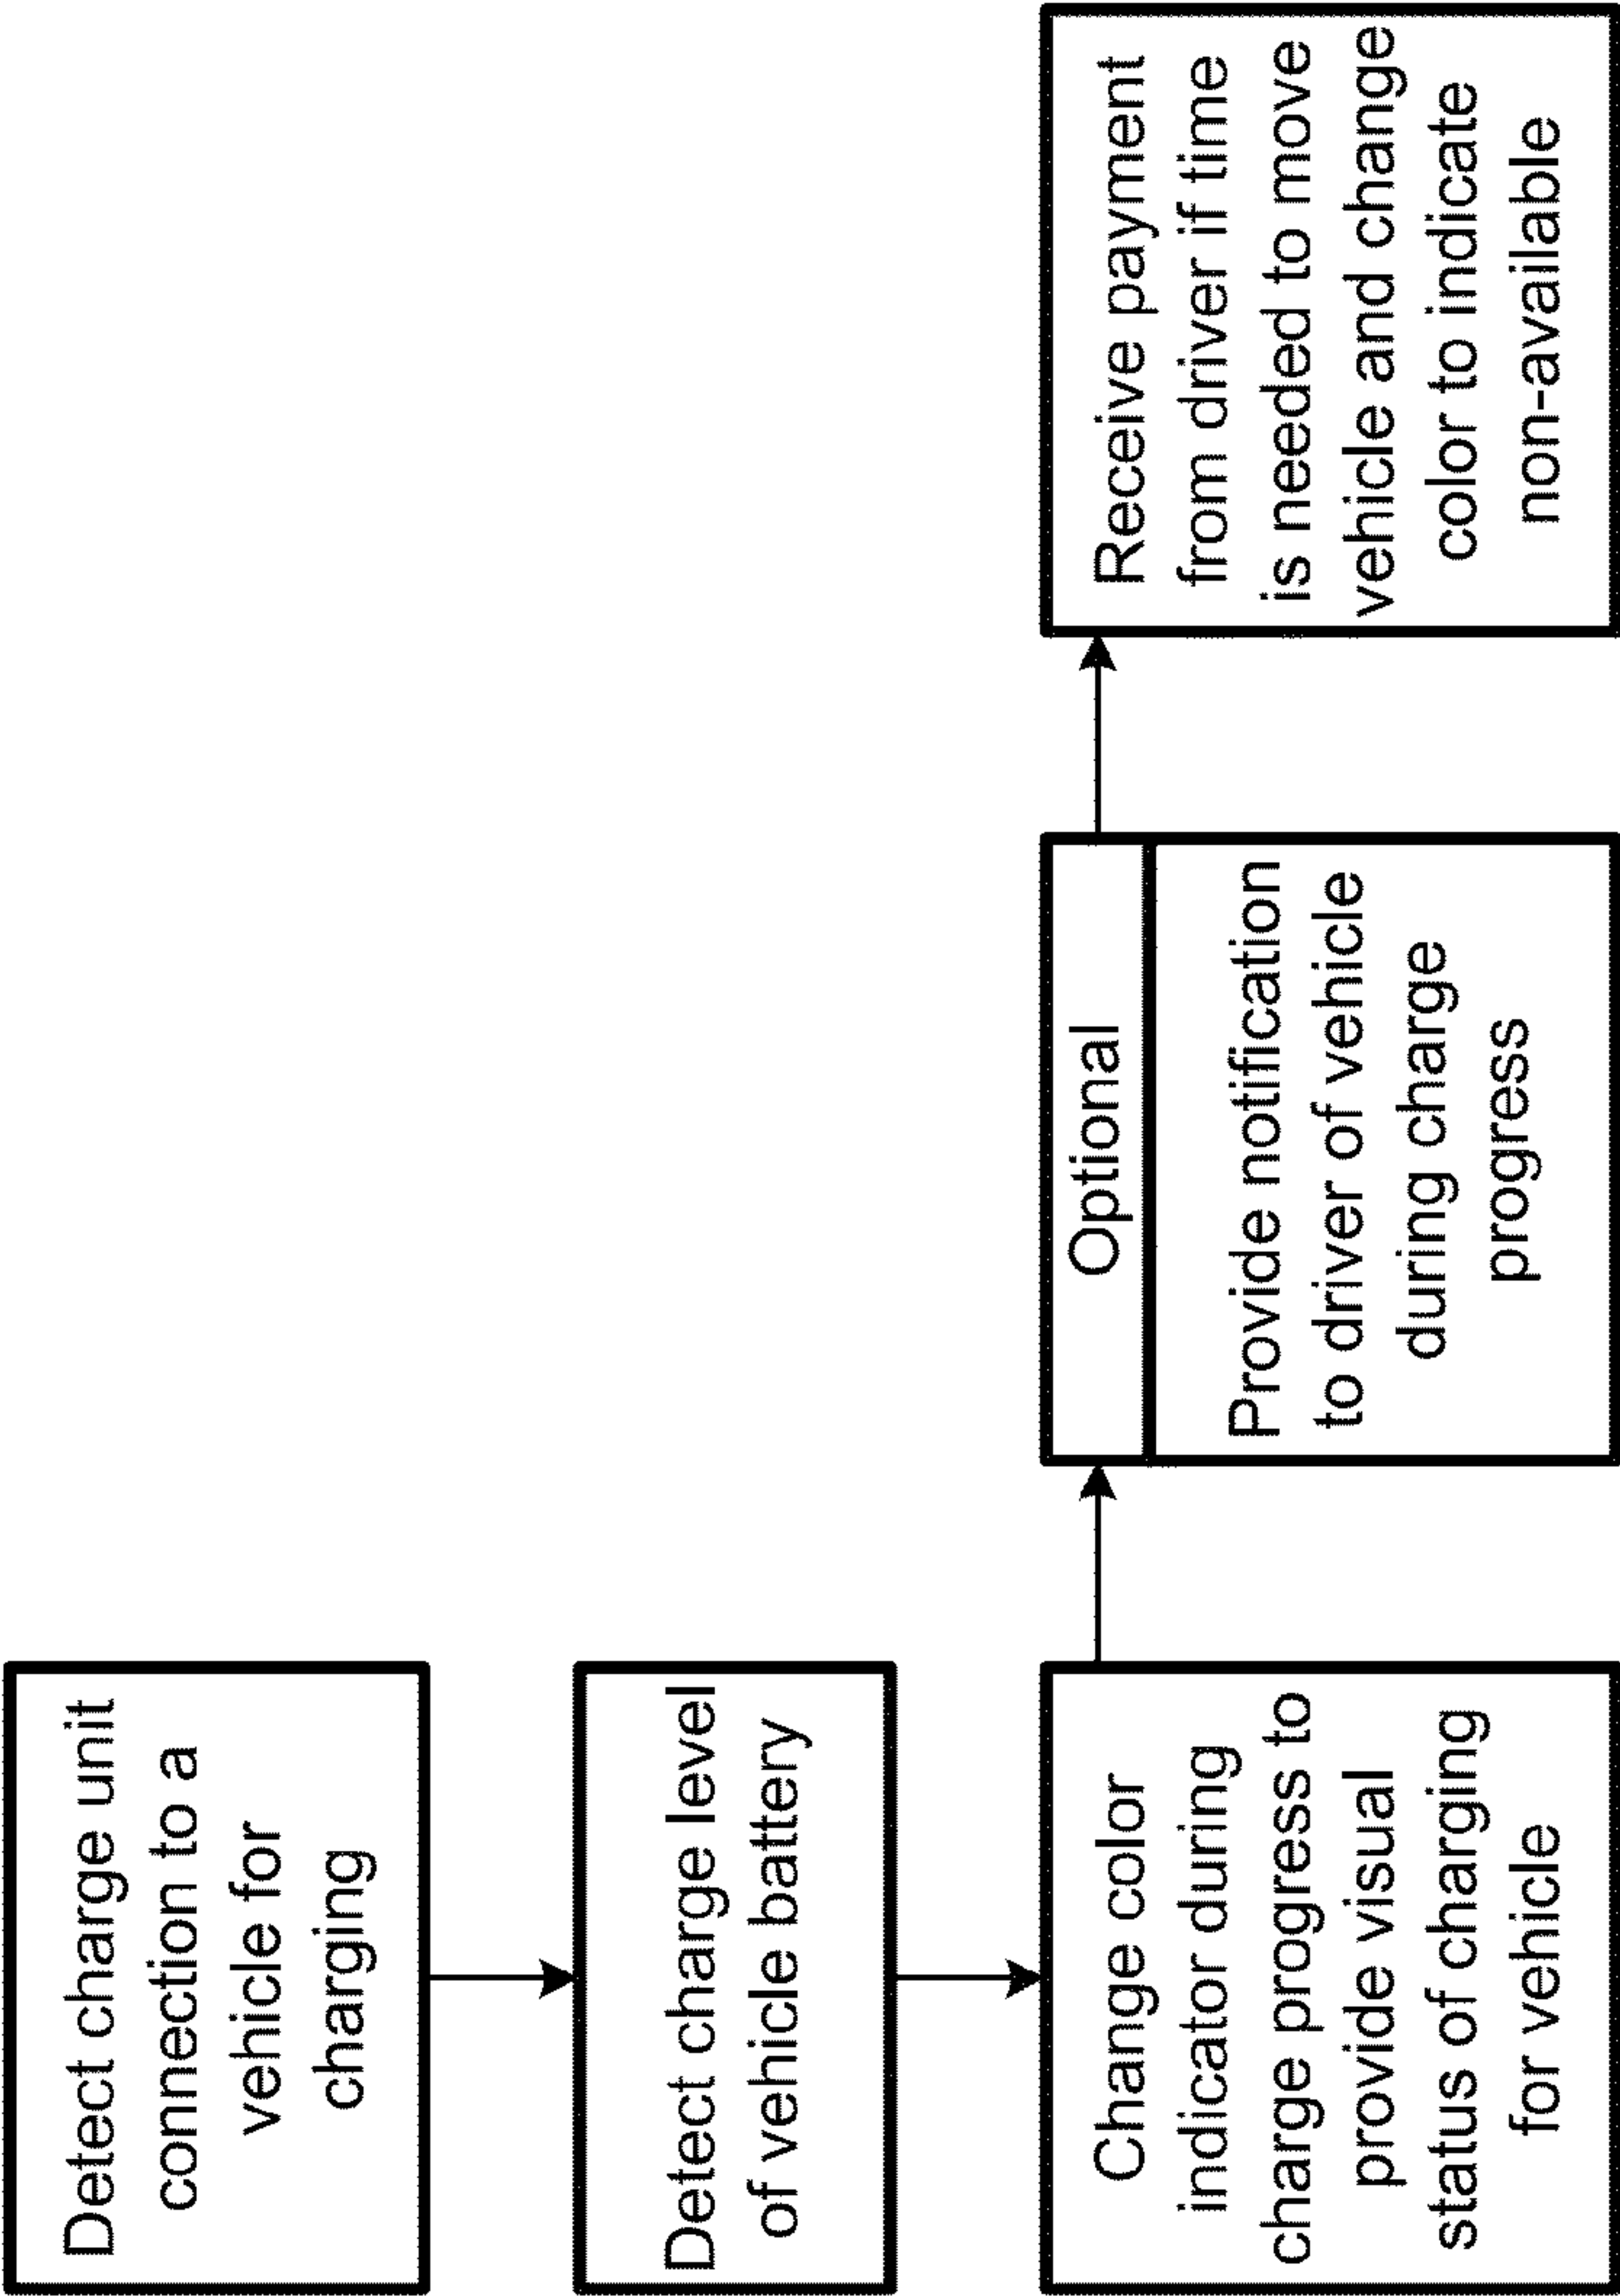 Detect charge unit
connection to a
vehicle for
charging
Detect charge level
of vehicle battery
Change color
indicator during
charge progress to
provide visual
status of charging
for vehicle
Optional
Provide notification
to driver of vehicle
during charge
progress
Receive payment
from driver if time
is needed to move
vehicle and change
color to indicate
non-available